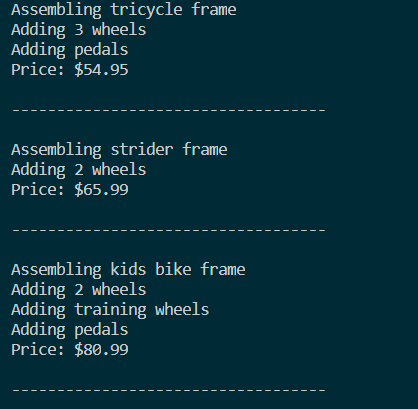 Assembling tricycle frame
Adding 3 wheels
Adding pedals
Price: $54.95
-----------------------------------
Assembling strider frame
Adding 2 wheels
Price: $65.99
-----------------------------------
Assembling kids bike frame
Adding 2 wheels
Adding training wheels
Adding pedals
Price: $80.99
-----------------------------------